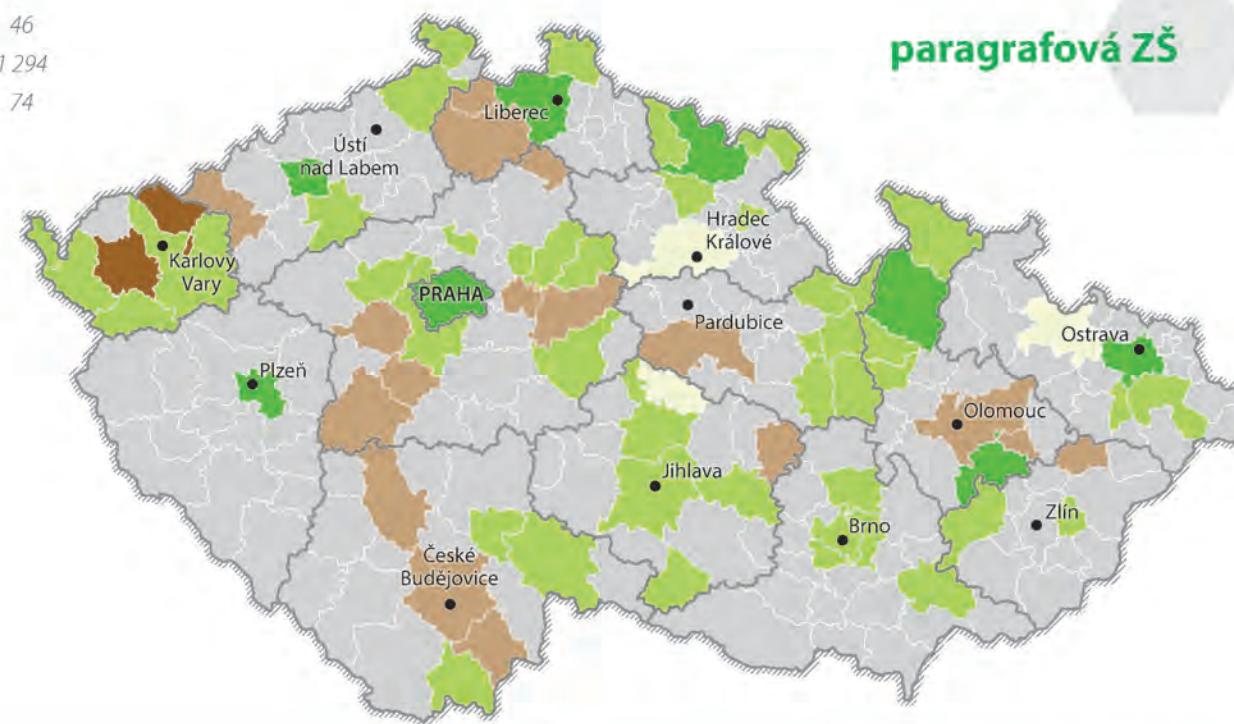 46
1 294
74
paragrafová ZŠ
Liberec
Ústí
nad Labem
Hradec
Králové
Karlovy
Vary
PRAHA
Pardubice
Ostrava
Plzeň
Olomouc
Jihlava
Zlín
Brno
České
Budějovice